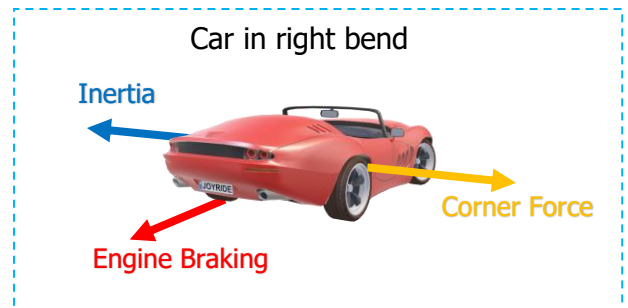 Car in right bend
Inertia
JOYRIDE
Corner Force
Engine Braking